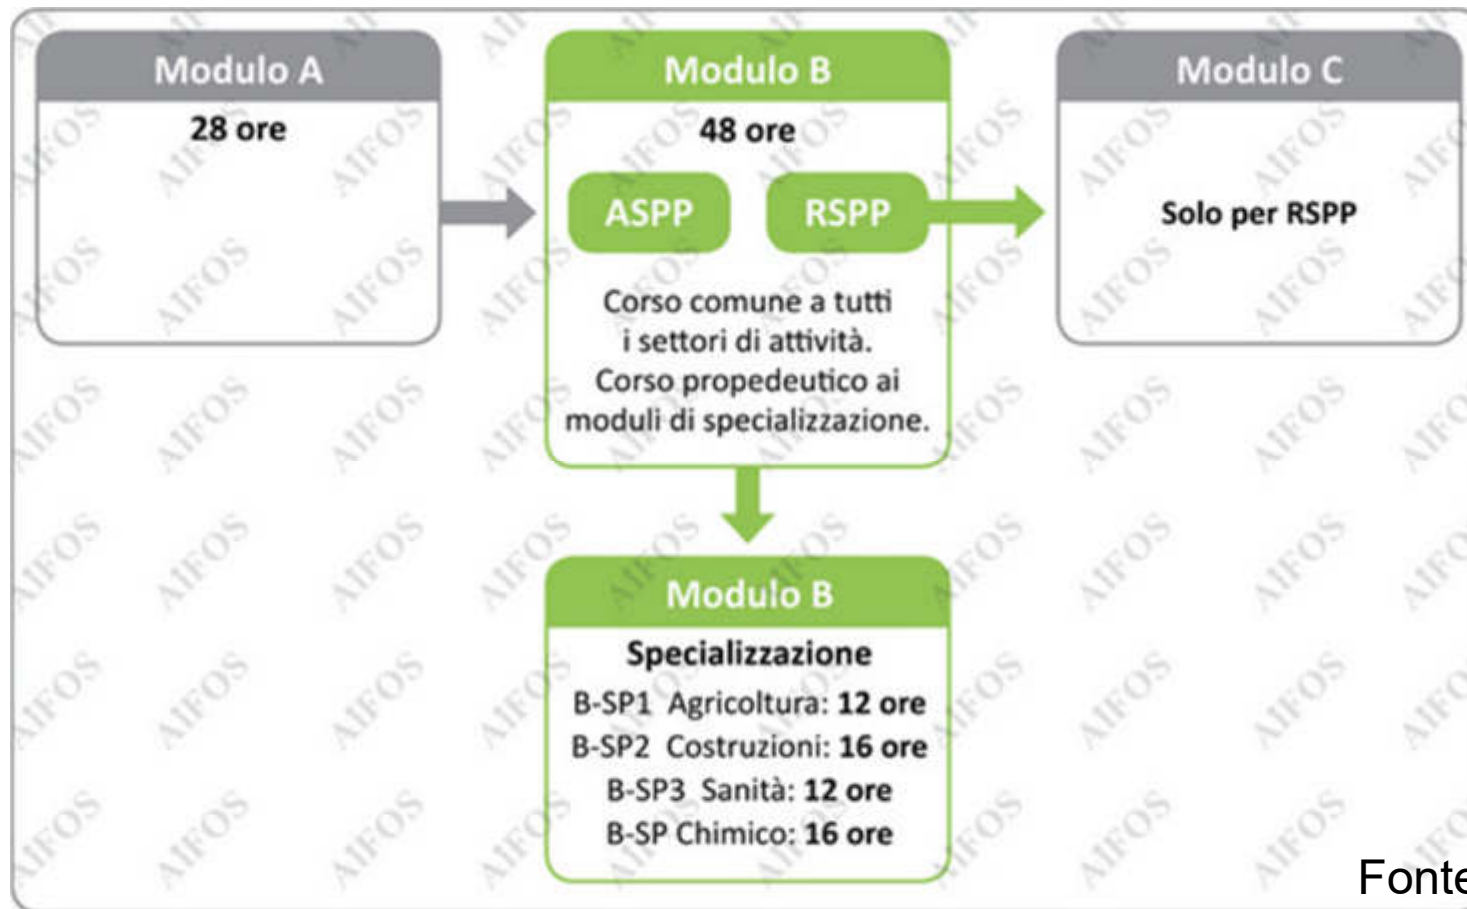 Modulo A
28 ore
Modulo B
48 ore
ASPP
RSPP
Corso comune a tutti
i settori di attività.
Corso propedeutico ai
moduli di specializzazione.
Modulo C
Solo per RSPP
Modulo B
Specializzazione
B-SP1 Agricoltura: 12 ore
B-SP2 Costruzioni: 16 ore
B-SP3 Sanità: 12 ore
B-SP Chimico: 16 ore
Fonte
AIFOS